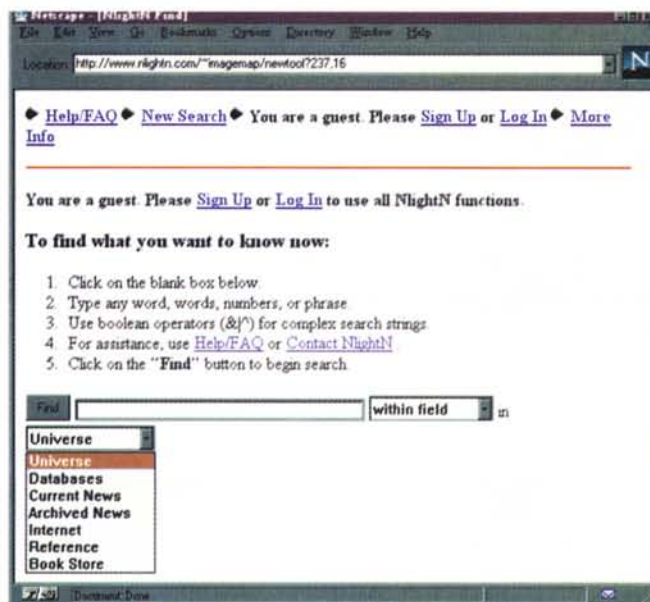 Netscape - [NlightN Find]
File Edit View Go Bookmarks Options Directory Window Help
Location: http://www.nlightn.com/~imagemap/newtool?237,16
N
Help/FAQ New Search You are a guest. Please Sign Up or Log In More
Info
You are a guest. Please Sign Up or Log In to use all NlightN functions.
To find what you want to know now:
1. Click on the blank box below.
2. Type any word, words, numbers, or phrase.
3. Use boolean operators (&|^) for complex search strings.
4. For assistance, use Help/FAQ or Contact NlightN.
5. Click on the "Find" button to begin search.
Find within field in
Universe
Universe
Databases
Current News
Archived News
Internet
Reference
Book Store
Document: Done